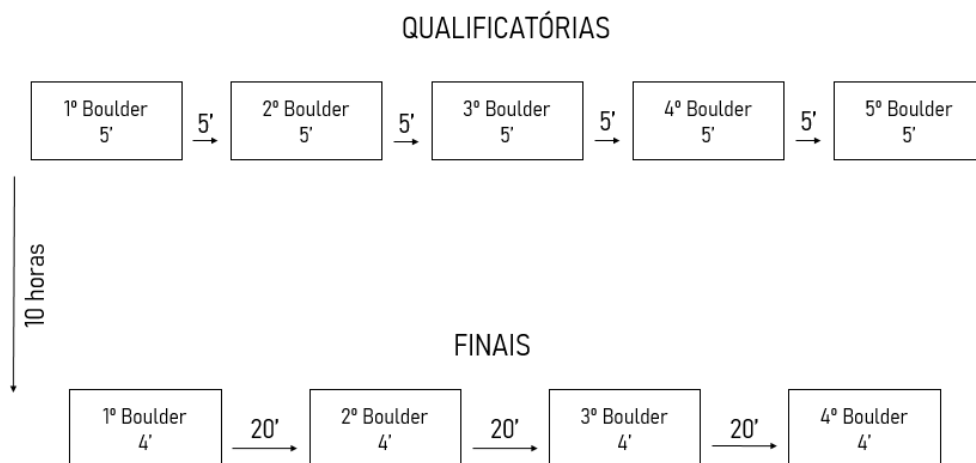 QUALIFICATÓRIAS
1º Boulder
5'
5'
2º Boulder
5'
5'
3º Boulder
5'
5'
4º Boulder
5'
5'
5º Boulder
5'
10 horas
FINAIS
1º Boulder
4'
20'
2º Boulder
4'
20'
3º Boulder
4'
20'
4º Boulder
4'